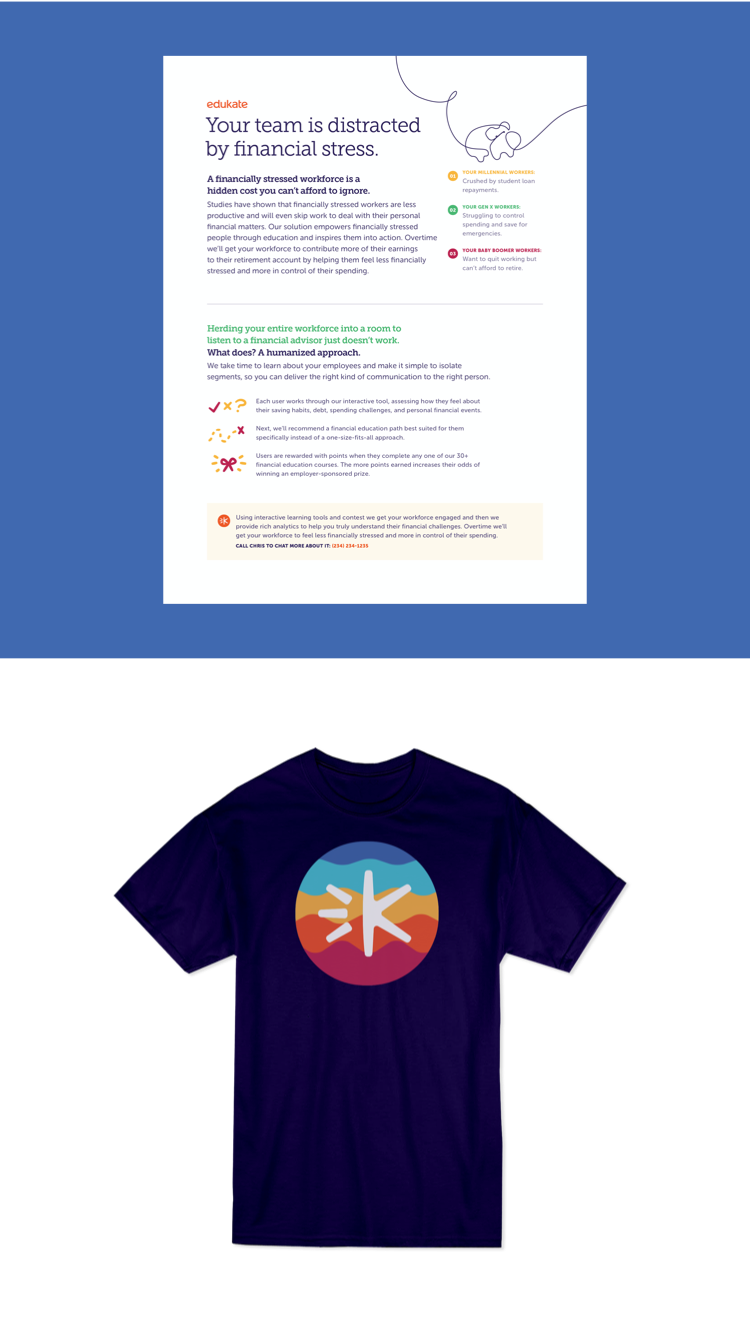 edukate
Your team is distracted
by financial stress.
A financially stressed workforce is a
hidden cost you can't afford to ignore.
Studies have shown that financially stressed workers are less
productive and will even skip work to deal with their personal
financial matters. Our solution empowers financially stressed
people through education and inspires them into action. Overtime
we'll get your workforce to contribute more of their earnings
to their retirement account by helping them feel less financially
stressed and more in control of their spending.
01 YOUR MILLENNIAL WORKERS:
Crushed by student loan
repayments.
02 YOUR GEN X WORKERS:
Struggling to control
spending and save for
emergencies.
03 YOUR BABY BOOMER WORKERS:
Want to quit working but
can't afford to retire.
Herding your entire workforce into a room to
listen to a financial advisor just doesn't work.
What does? A humanized approach.
We take time to learn about your employees and make it simple to isolate
segments, so you can deliver the right kind of communication to the right person.
Each user works through our interactive tool, assessing how they feel about
their saving habits, debt, spending challenges, and personal financial events.
Next, we'll recommend a financial education path best suited for them
specifically instead of a one-size-fits-all approach.
Users are rewarded with points when they complete any one of our 30+
financial education courses. The more points earned increases their odds of
winning an employer-sponsored prize.
Using interactive learning tools and contest we get your workforce engaged and then we
provide rich analytics to help you truly understand their financial challenges. Overtime we'll
get your workforce to feel less financially stressed and more in control of their spending.
CALL CHRIS TO CHAT MORE ABOUT IT: (234) 234-1235